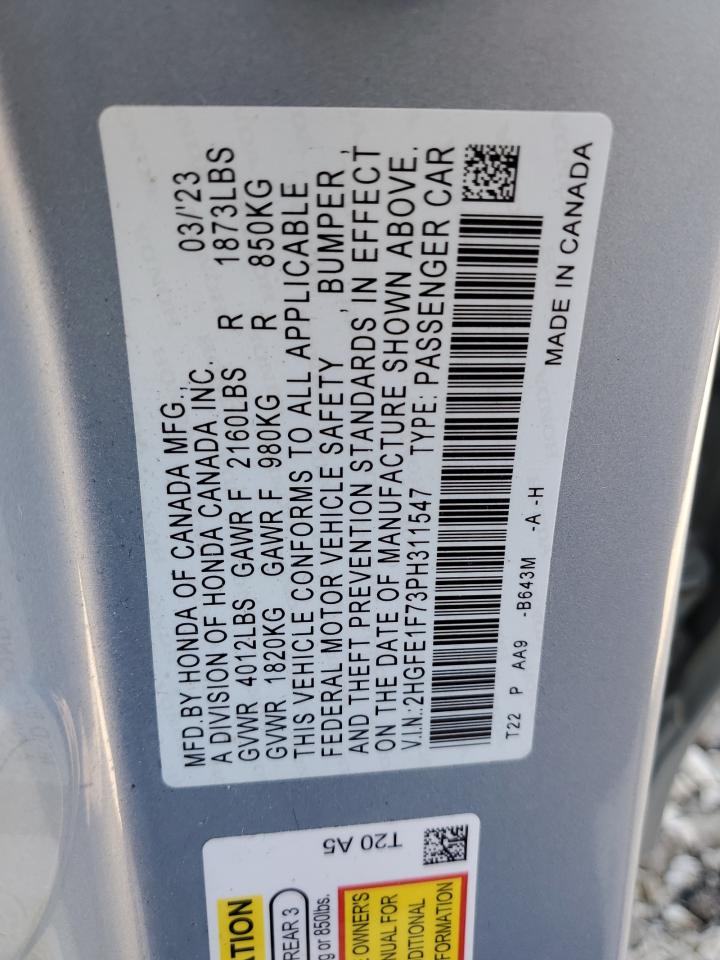 MFD.BY HONDA OF CANADA MFG., 03/'23
A DIVISION OF HONDA CANADA INC.
GVWR 4012LBS GAWR F 2160LBS R 1873LBS
GVWR 1820KG GAWR F 980KG R 850KG
THIS VEHICLE CONFORMS TO ALL APPLICABLE
FEDERAL MOTOR VEHICLE SAFETY , BUMPER ,
AND THEFT PREVENTION STANDARDS IN EFFECT
ON THE DATE OF MANUFACTURE SHOWN ABOVE.
V.I.N.:2HGFE1F73PH311547 TYPE: PASSENGER CAR
T22 P AA9 -B643M -A -H
MADE IN CANADA
T20 A5
REAR 3
or 850lbs.
OWNER'S
FOR